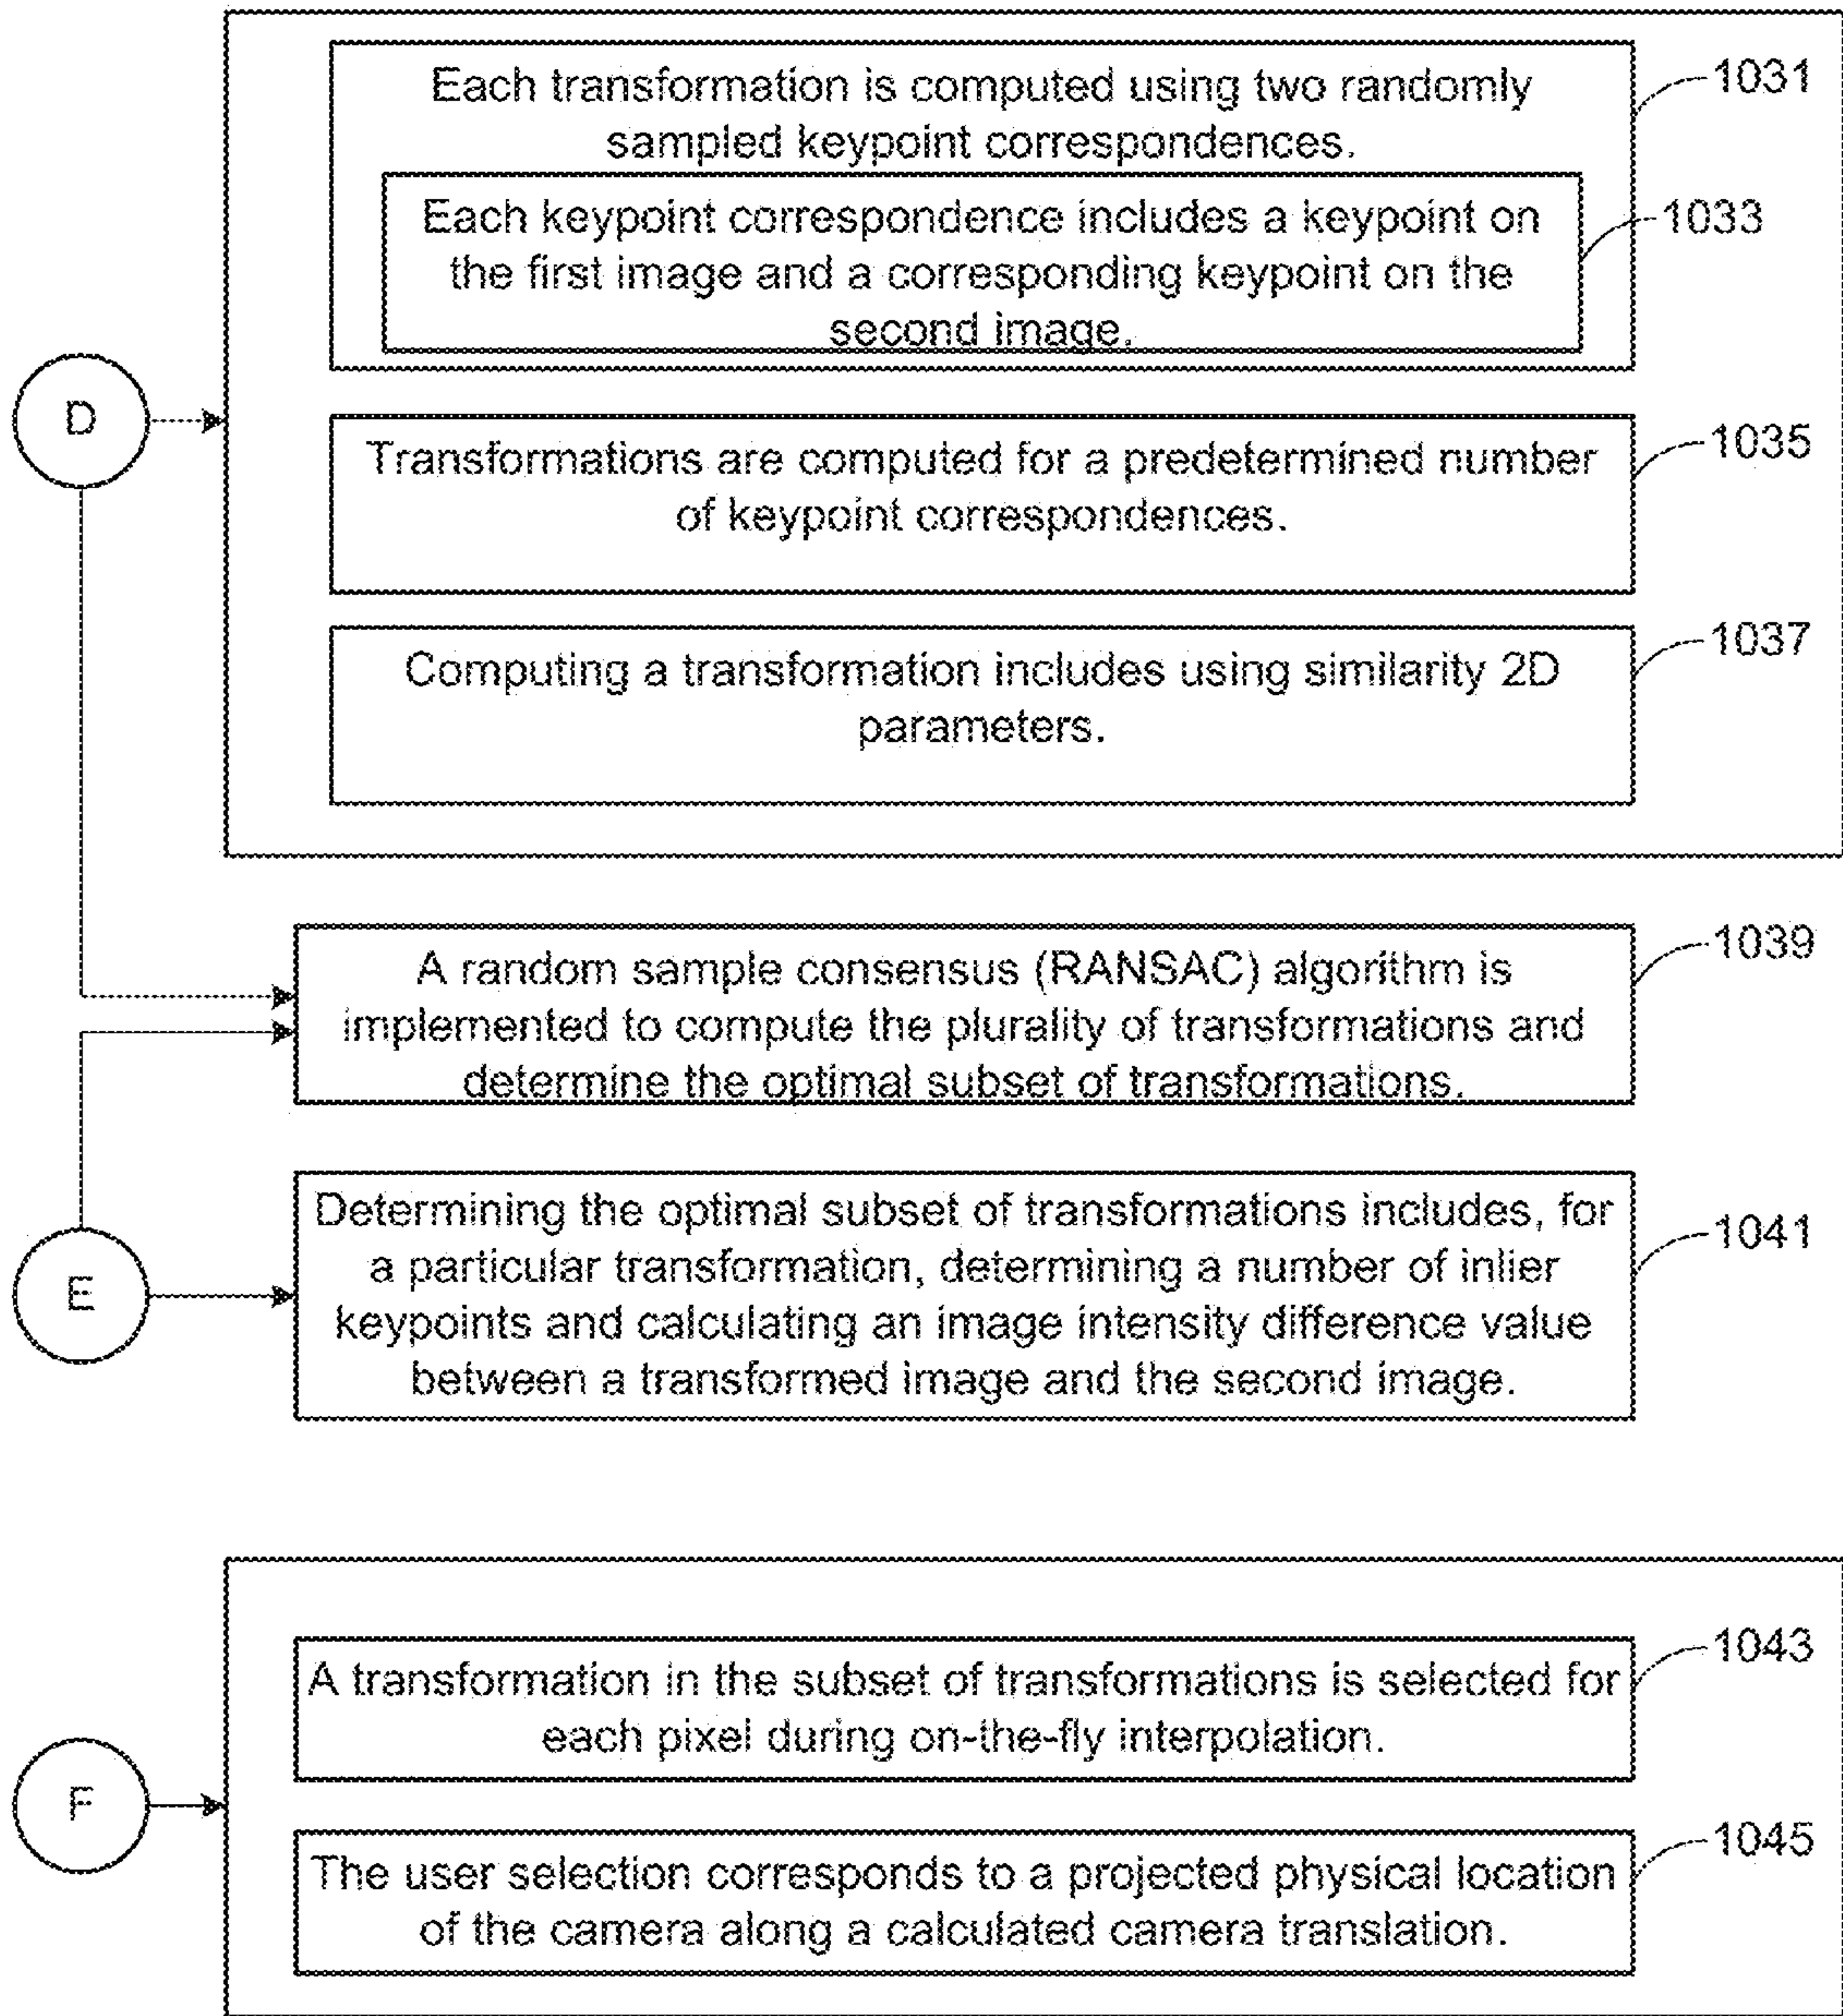 Each transformation is computed using two randomly
sampled keypoint correspondences.
1031
Each keypoint correspondence includes a keypoint on
the first image and a corresponding keypoint on the
second image.
1033
D
Transformations are computed for a predetermined number
of keypoint correspondences.
1035
Computing a transformation includes using similarity 2D
parameters.
1037
A random sample consensus (RANSAC) algorithm is
implemented to compute the plurality of transformations and
determine the optimal subset of transformations.
1039
E
Determining the optimal subset of transformations includes, for
a particular transformation, determining a number of inlier
keypoints and calculating an image intensity difference value
between a transformed image and the second image.
1041
F
A transformation in the subset of transformations is selected for
each pixel during on-the-fly interpolation.
1043
The user selection corresponds to a projected physical location
of the camera along a calculated camera translation.
1045